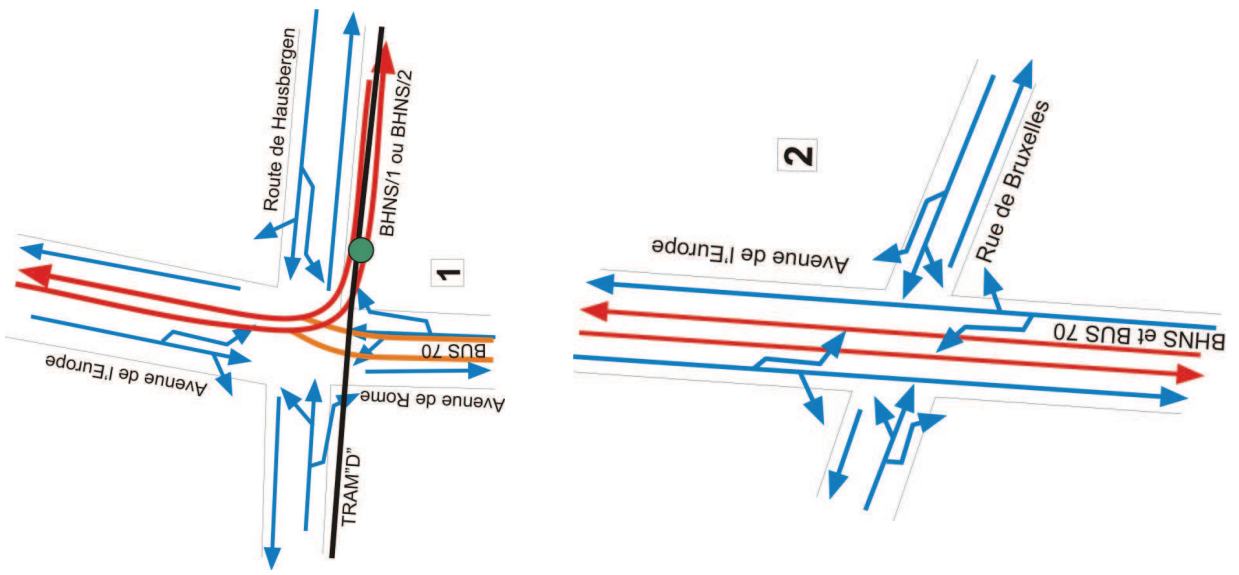 Route de Hausbergen
BHNS/1 ou BHNS/2
1
Avenue de l'Europe
BUS 70
Avenue de Rome
TRAM"D"
2
Avenue de l'Europe
Rue de Bruxelles
BHNS et BUS 70